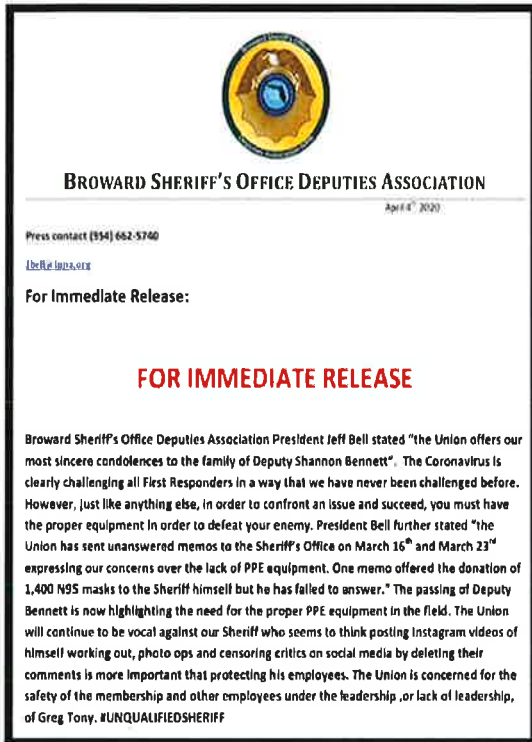 BROWARD SHERIFF'S OFFICE DEPUTIES ASSOCIATION
April 4th 2020
Press contact (954) 662-5740
For Immediate Release:
FOR IMMEDIATE RELEASE
Broward Sheriff's Office Deputies Association President Jeff Bell stated "the Union offers our
most sincere condolences to the family of Deputy Shannon Bennett". The Coronavirus is
clearly challenging all First Responders in a way that we have never been challenged before.
However, just like anything else, in order to confront an issue and succeed, you must have
the proper equipment in order to defeat your enemy. President Bell further stated "the
Union has sent unanswered memos to the Sheriff's Office on March 16th and March 23rd
expressing our concerns over the lack of PPE equipment. One memo offered the donation of
1,400 N95 masks to the Sheriff himself but he has failed to answer." The passing of Deputy
Bennett is now highlighting the need for the proper PPE equipment in the field. The Union
will continue to be vocal against our Sheriff who seems to think posting Instagram videos of
himself working out, photo ops and censoring critics on social media by deleting their
comments is more important that protecting his employees. The Union is concerned for the
safety of the membership and other employees under the leadership ,or lack of leadership,
of Greg Tony. #UNQUALIFIEDSHERIFF